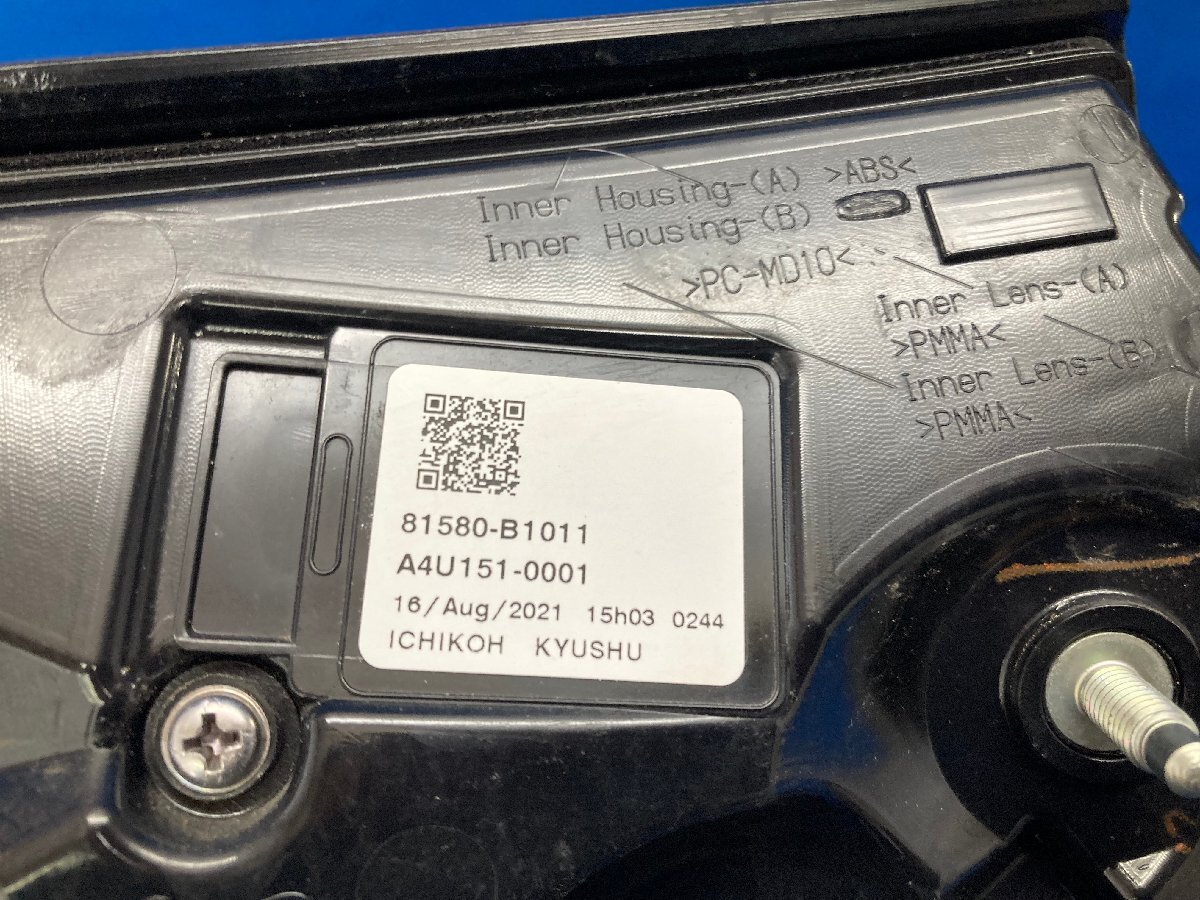 Inner Housing-(A) >ABS<
Inner Housing-(B)
>PC-MD10<
Inner Lens-(A)
>PMMA<
Inner Lens-(B)
>PMMA<
81580-B1011
A4U151-0001
16/Aug/2021 15h03 0244
ICHIKOH KYUSHU